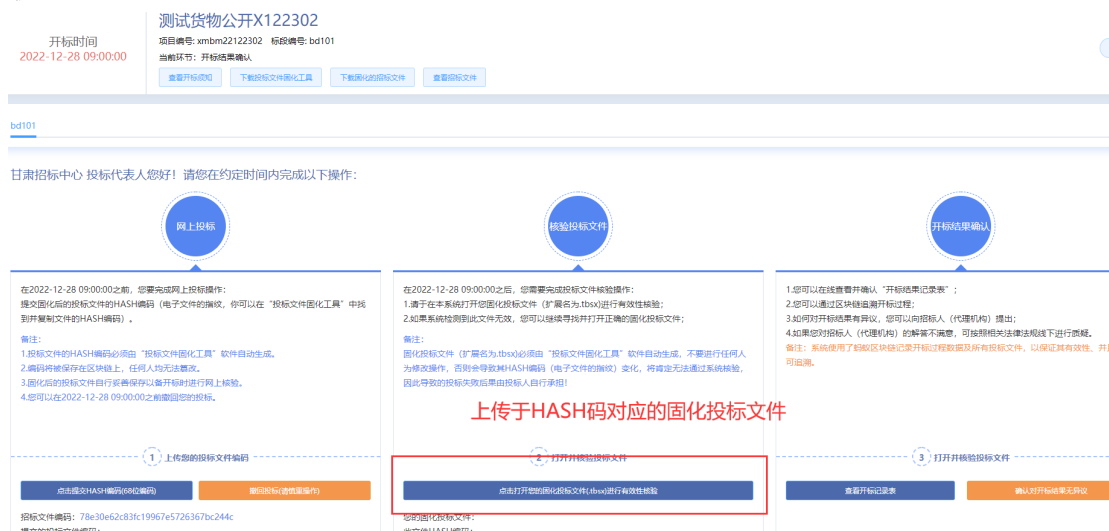 测试货物公开X122302
开标时间
2022-12-28 09:00:00
项目编号: xmbm22122302 标段编号: bd101
当前环节: 开标结果确认
查看开标须知 下载投标文件固化工具 下载固化的招标文件 查看招标文件
bd101
甘肃招标中心 投标代表人您好! 请您在约定时间内完成以下操作:
网上投标
在2022-12-28 09:00:00之前, 您要完成网上投标操作:
提交固化后的投标文件的HASH编码 (电子文件的指纹, 你可以在 "投标文件固化工具" 中找
到并复制文件的HASH编码) 。
备注:
1.投标文件的HASH编码必须由 "投标文件固化工具" 软件自动生成。
2.编码将被保存在区块链上, 任何人均无法篡改。
3.固化后的投标文件自行妥善保存以备开标时进行网上核验。
4.您可以在2022-12-28 09:00:00之前撤回您的投标。
1 上传您的投标文件编码
点击提交HASH编码(68位编码) 撤回投标(请慎重操作)
招标文件编码: 78e30e62c83fc19967e5726367bc244c
提交的投标文件编码:
核验投标文件
在2022-12-28 09:00:00之后, 您需要完成投标文件核验操作:
1.请于在本系统打开您固化投标文件 (扩展名为.tbsx)进行有效性核验;
2.如果系统检测到此文件无效, 您可以继续寻找并打开正确的固化投标文件;
备注:
固化投标文件 (扩展名为.tbsx)必须由 "投标文件固化工具" 软件自动生成, 不要进行任何人
为修改操作, 否则会导致其HASH编码 (电子文件的指纹) 变化, 将肯定无法通过系统核验,
因此导致的投标失败后果由投标人自行承担!
上传于HASH码对应的固化投标文件
2 打开并核验投标文件
点击打开您的固化投标文件(.tbsx)进行有效性核验
您的固化投标文件:
此文件HASH编码:
开标结果确认
1.您可以在线查看并确认 "开标结果记录表" ;
2.您可以通过区块链追溯开标过程;
3.如何对开标结果有异议, 您可以向招标人 (代理机构) 提出;
4.如果您对招标人 (代理机构) 的解答不满意, 可按照相关法律法规线下进行质疑。
备注: 系统使用了蚂蚁区块链记录开标过程数据及所有投标文件, 以保证其有效性, 并且
可追溯。
3 打开并核验投标文件
查看开标记录表 确认对开标结果无异议